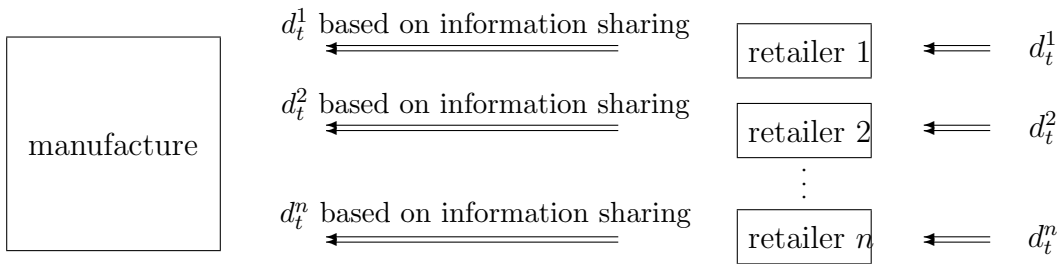 d_t^1 based on information sharing
retailer 1
d_t^1
manufacture
d_t^2 based on information sharing
retailer 2
d_t^2
⋮
d_t^n based on information sharing
retailer n
d_t^n